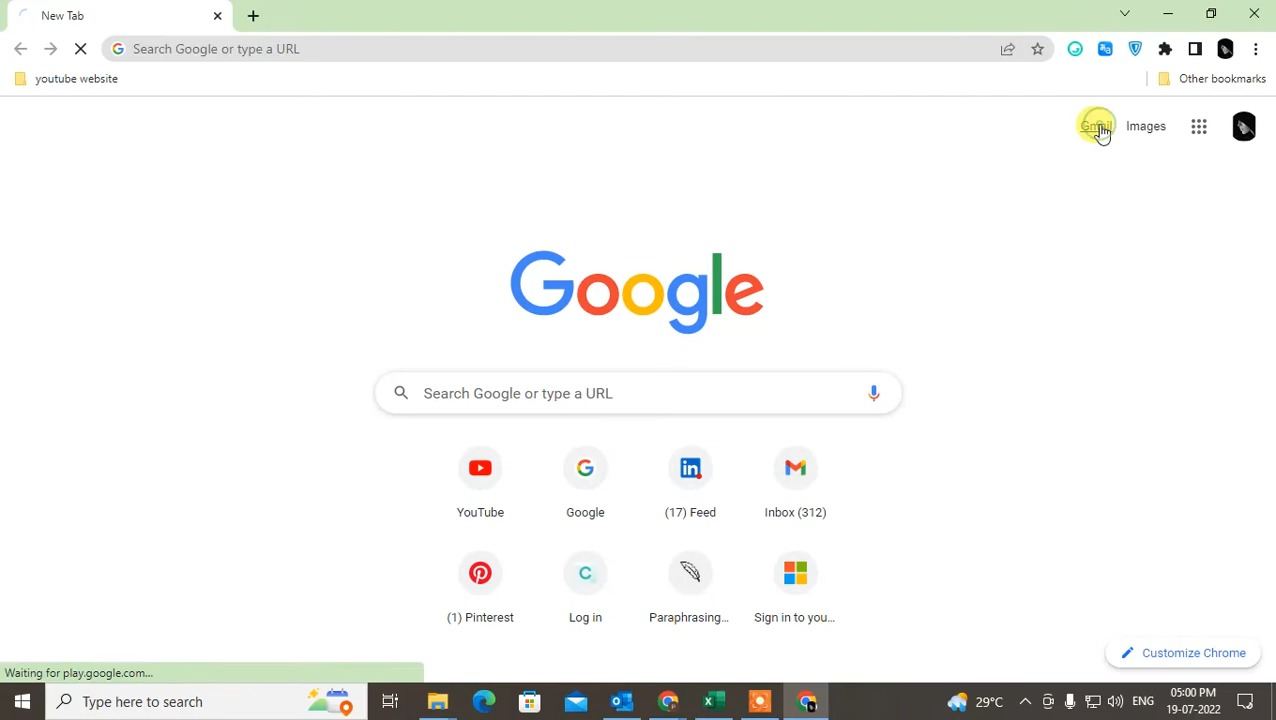 New Tab
Search Google or type a URL
youtube website
Other bookmarks
Gmail
Images
Google
Search Google or type a URL
YouTube
Google
(17) Feed
Inbox (312)
(1) Pinterest
Log in
Paraphrasing...
Sign in to you...
Customize Chrome
Waiting for play.google.com...
Type here to search
29°C
ENG
05:00 PM
19-07-2022